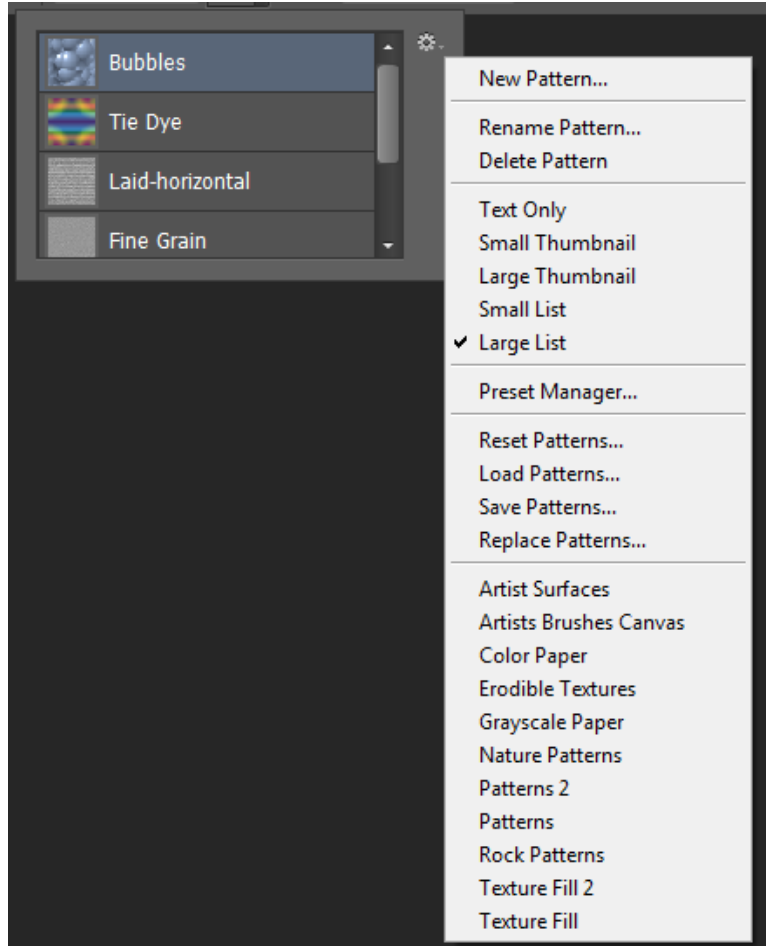 Bubbles
Tie Dye
Laid-horizontal
Fine Grain
New Pattern...
Rename Pattern...
Delete Pattern
Text Only
Small Thumbnail
Large Thumbnail
Small List
Large List
Preset Manager...
Reset Patterns...
Load Patterns...
Save Patterns...
Replace Patterns...
Artist Surfaces
Artists Brushes Canvas
Color Paper
Erodible Textures
Grayscale Paper
Nature Patterns
Patterns 2
Patterns
Rock Patterns
Texture Fill 2
Texture Fill